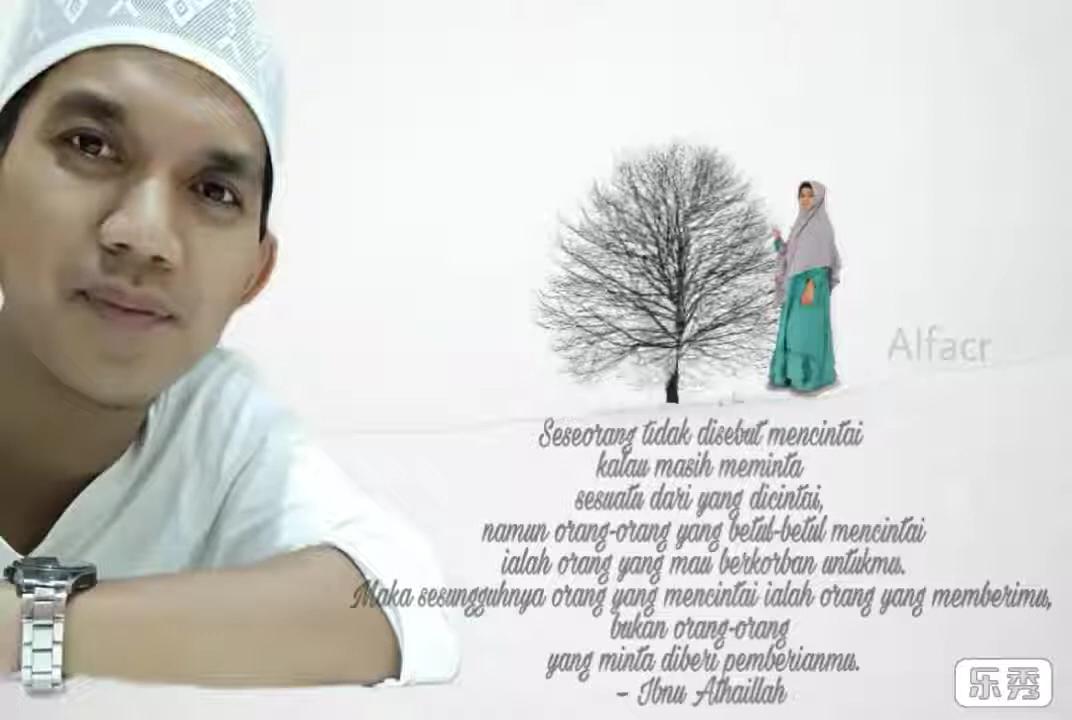 Alfacr
Seseorang tidak disebut mencintai
kalau masih meminta
sesuatu dari yang dicintai,
namun orang-orang yang betul-betul mencintai
ialah orang yang mau berkorban untukmu.
Maka sesungguhnya orang yang mencintai ialah orang yang memberimu,
bukan orang-orang
yang minta diberi pemberianmu.
- Ibnu Athaillah
乐秀